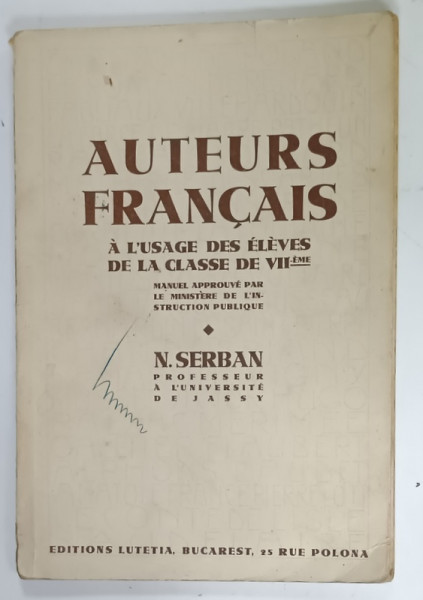 AUTEURS
FRANÇAIS
À L'USAGE DES ÉLÈVES
DE LA CLASSE DE VII-ÈME
MANUEL APPROUVÉ PAR
LE MINISTÈRE DE L'IN-
STRUCTION PUBLIQUE
N. SERBAN
PROFESSEUR
À L'UNIVERSITÉ
DE JASSY
EDITIONS LUTETIA, BUCAREST, 25 RUE POLONA